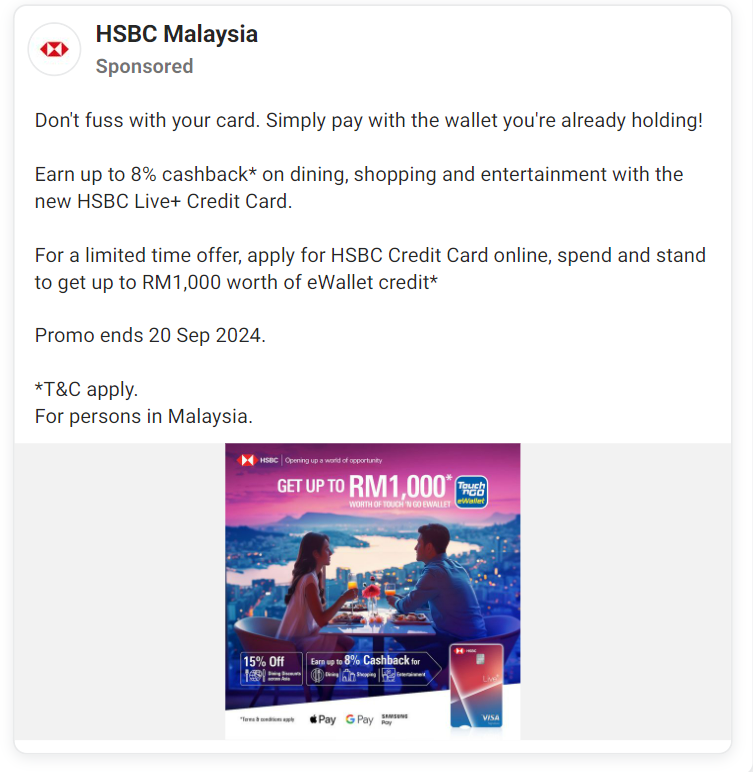 HSBC Malaysia
Sponsored
Don't fuss with your card. Simply pay with the wallet you're already holding!
Earn up to 8% cashback* on dining, shopping and entertainment with the
new HSBC Live+ Credit Card.
For a limited time offer, apply for HSBC Credit Card online, spend and stand
to get up to RM1,000 worth of eWallet credit*
Promo ends 20 Sep 2024.
*T&C apply.
For persons in Malaysia.
HSBC | Opening up a world of opportunity
GET UP TO RM1,000*
WORTH OF TOUCH 'N GO EWALLET
Touch
'nGO
eWallet
15% Off
Dining Discounts
across Asia
Earn up to 8% Cashback for
Dining
Shopping
Entertainment
HSBC
Live+
VISA
*Terms & conditions apply
Pay
G Pay
SAMSUNG
Pay